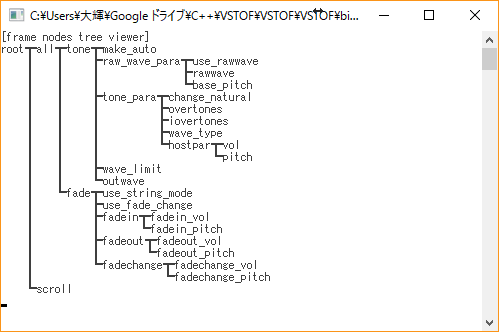 C:¥Users¥大輝¥Google ドライブ¥C++¥VSTOF¥VSTOF¥VSTOF¥bi...
[frame nodes tree viewer]
root┬all┬tone┬make_auto
├raw_wave_para┬use_rawwave
├rawwave
└base_pitch
├tone_para┬change_natural
├overtones
├iovertones
├wave_type
└hostpar┬vol
└pitch
├wave_limit
└outwave
└fade┬use_string_mode
├use_fade_change
├fadein┬fadein_vol
└fadein_pitch
├fadeout┬fadeout_vol
└fadeout_pitch
└fadechange┬fadechange_vol
└fadechange_pitch
└scroll